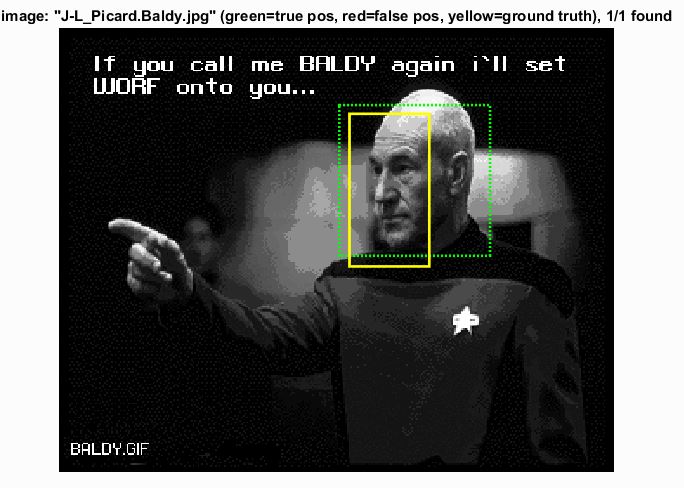 image: "J-L_Picard.Baldy.jpg" (green=true pos, red=false pos, yellow=ground truth), 1/1 found
If you call me BALDY again i`ll set
WORF onto you...
BALDY.GIF